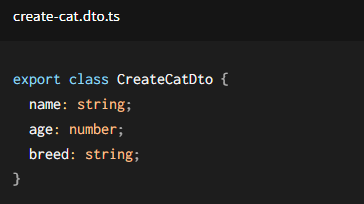 create-cat.dto.ts
export class CreateCatDto {
  name: string;
  age: number;
  breed: string;
}